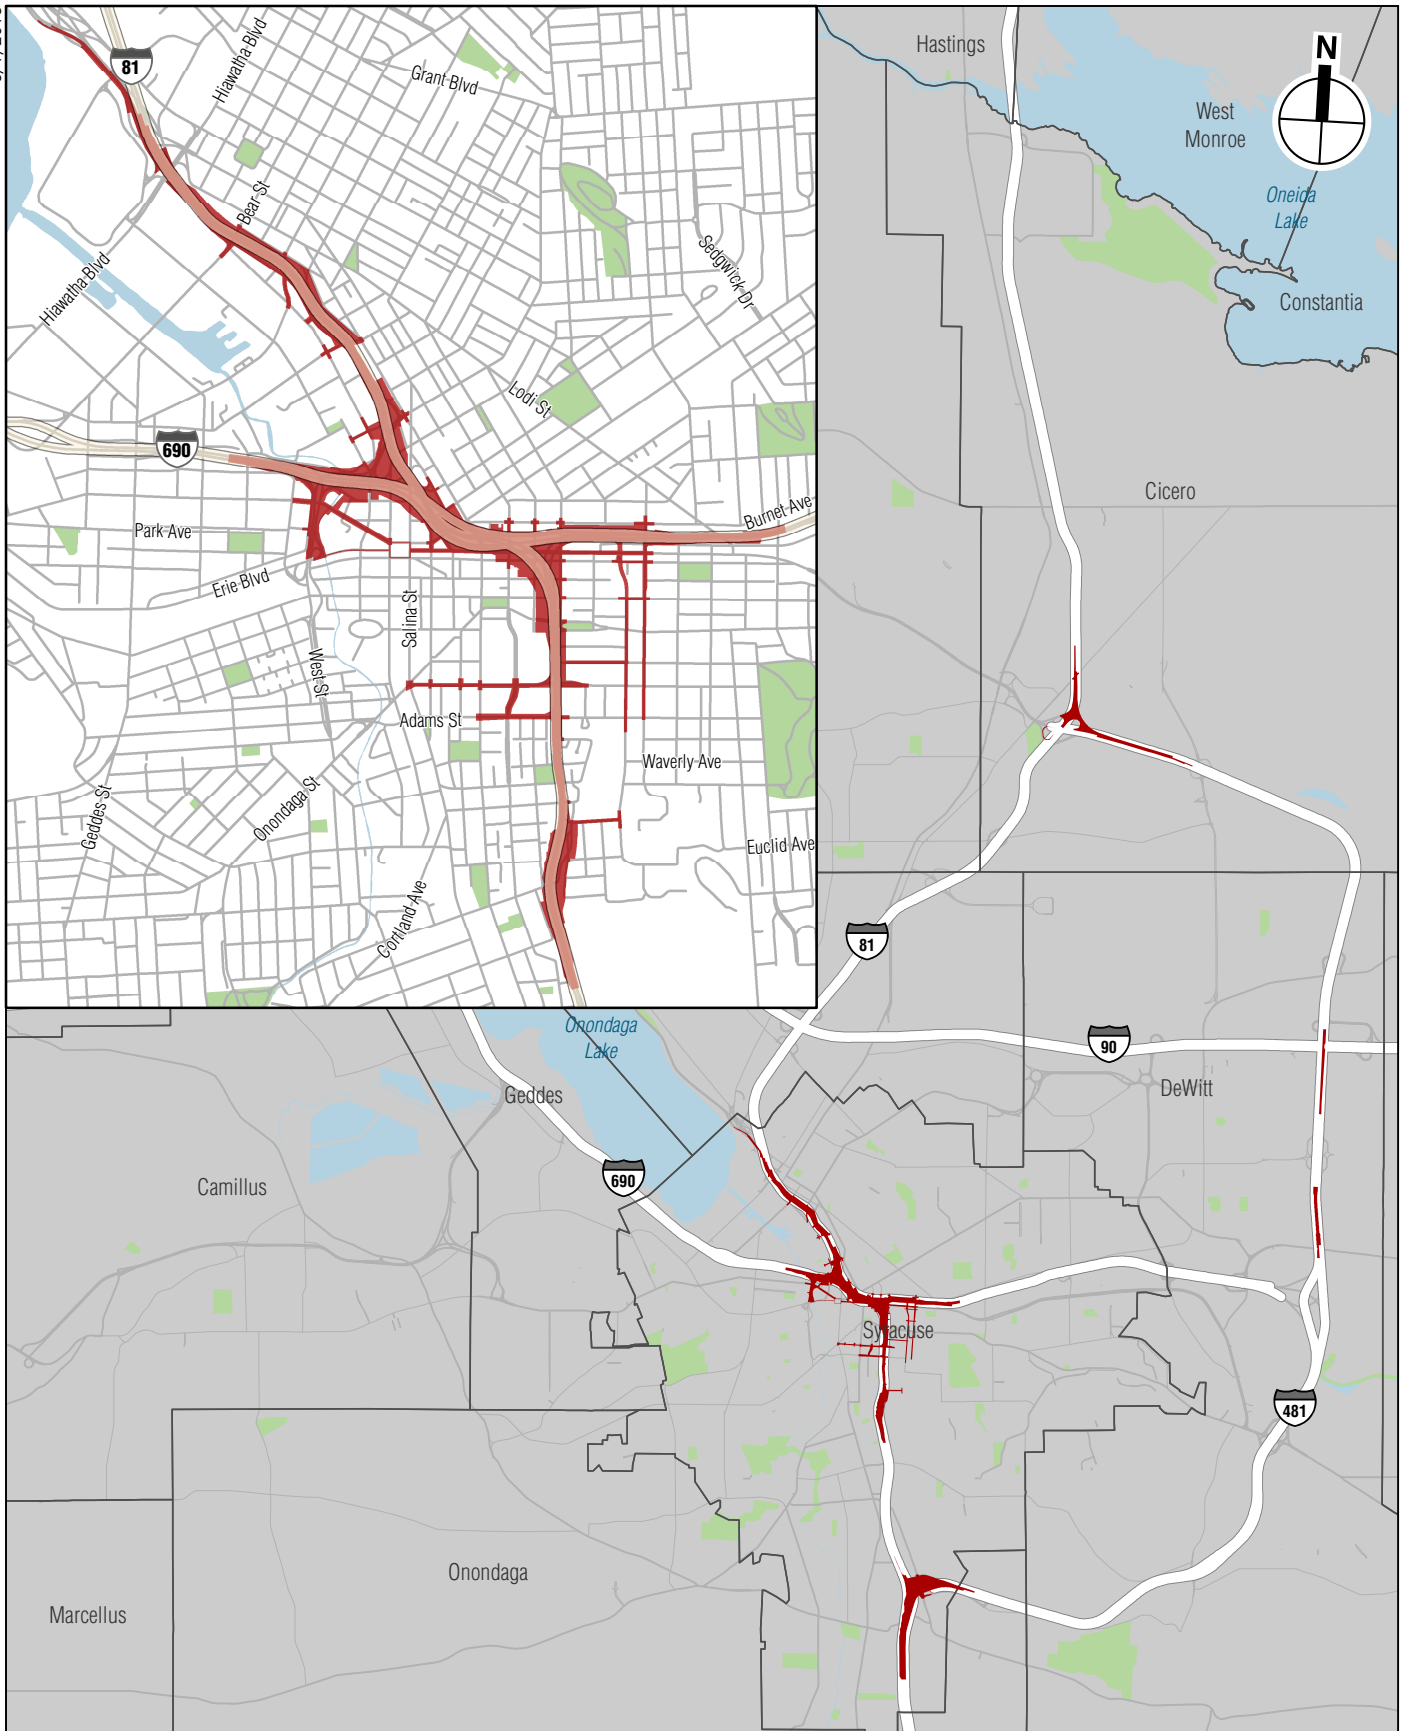 81
Hiawatha Blvd
Grant Blvd
Bear St
Hiawatha Blvd
Sedgwick Dr
Lodi St
690
Burnet Ave
Park Ave
Erie Blvd
Salina St
West St
Adams St
Waverly Ave
Geddes St
Onondaga St
Euclid Ave
Cortland Ave
Hastings
N
West
Monroe
Oneida
Lake
Constantia
Cicero
81
Onondaga
Lake
90
Geddes
DeWitt
690
Camillus
Syracuse
481
Onondaga
Marcellus